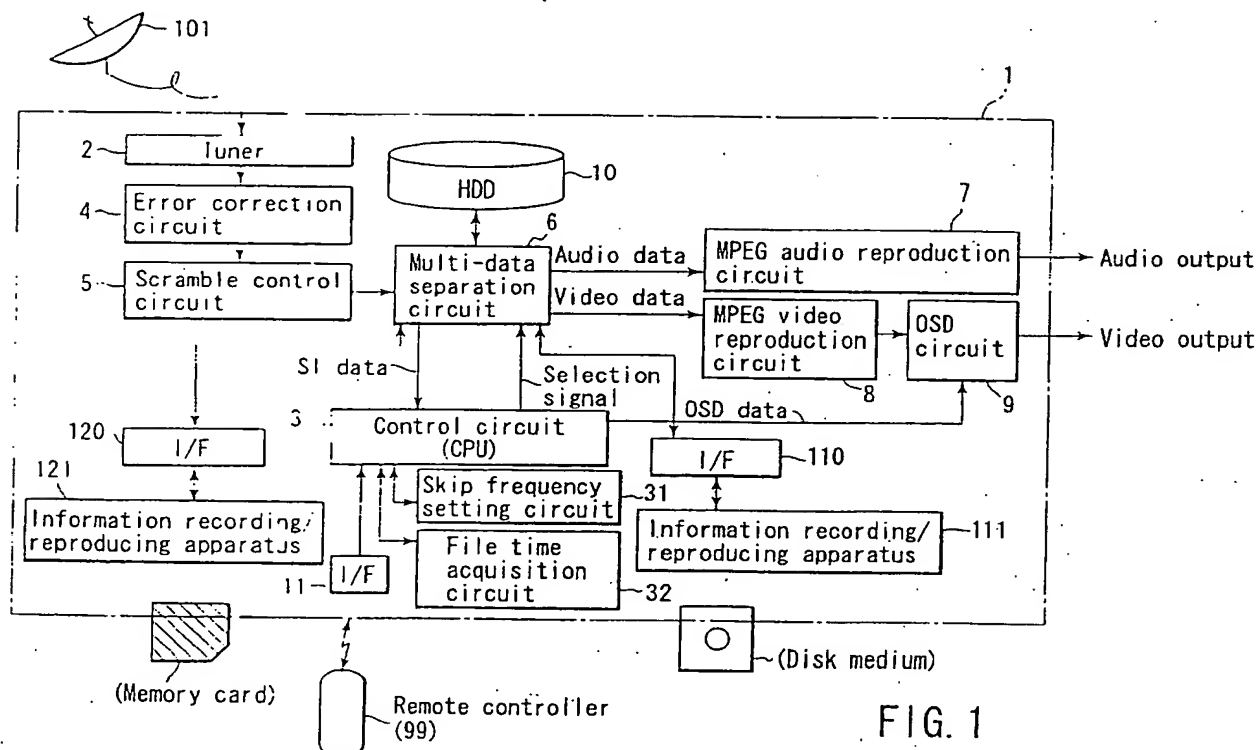 101
1
2
Tuner
HDD
10
4
Error correction
circuit
6
7
5
Scramble control
circuit
Multi-data
separation
circuit
Audio data
Video data
MPEG audio reproduction
circuit
Audio output
MPEG video
reproduction
circuit
8
OSD
circuit
9
Video output
SI data
Selection
signal
OSD data
3
Control circuit
(CPU)
120
I/F
I/F
110
121
Information recording/
reproducing apparatus
Skip frequency
setting circuit
31
Information recording/
reproducing apparatus
111
11
I/F
File time
acquisition
circuit
32
(Memory card)
Remote controller
(99)
(Disk medium)
FIG. 1